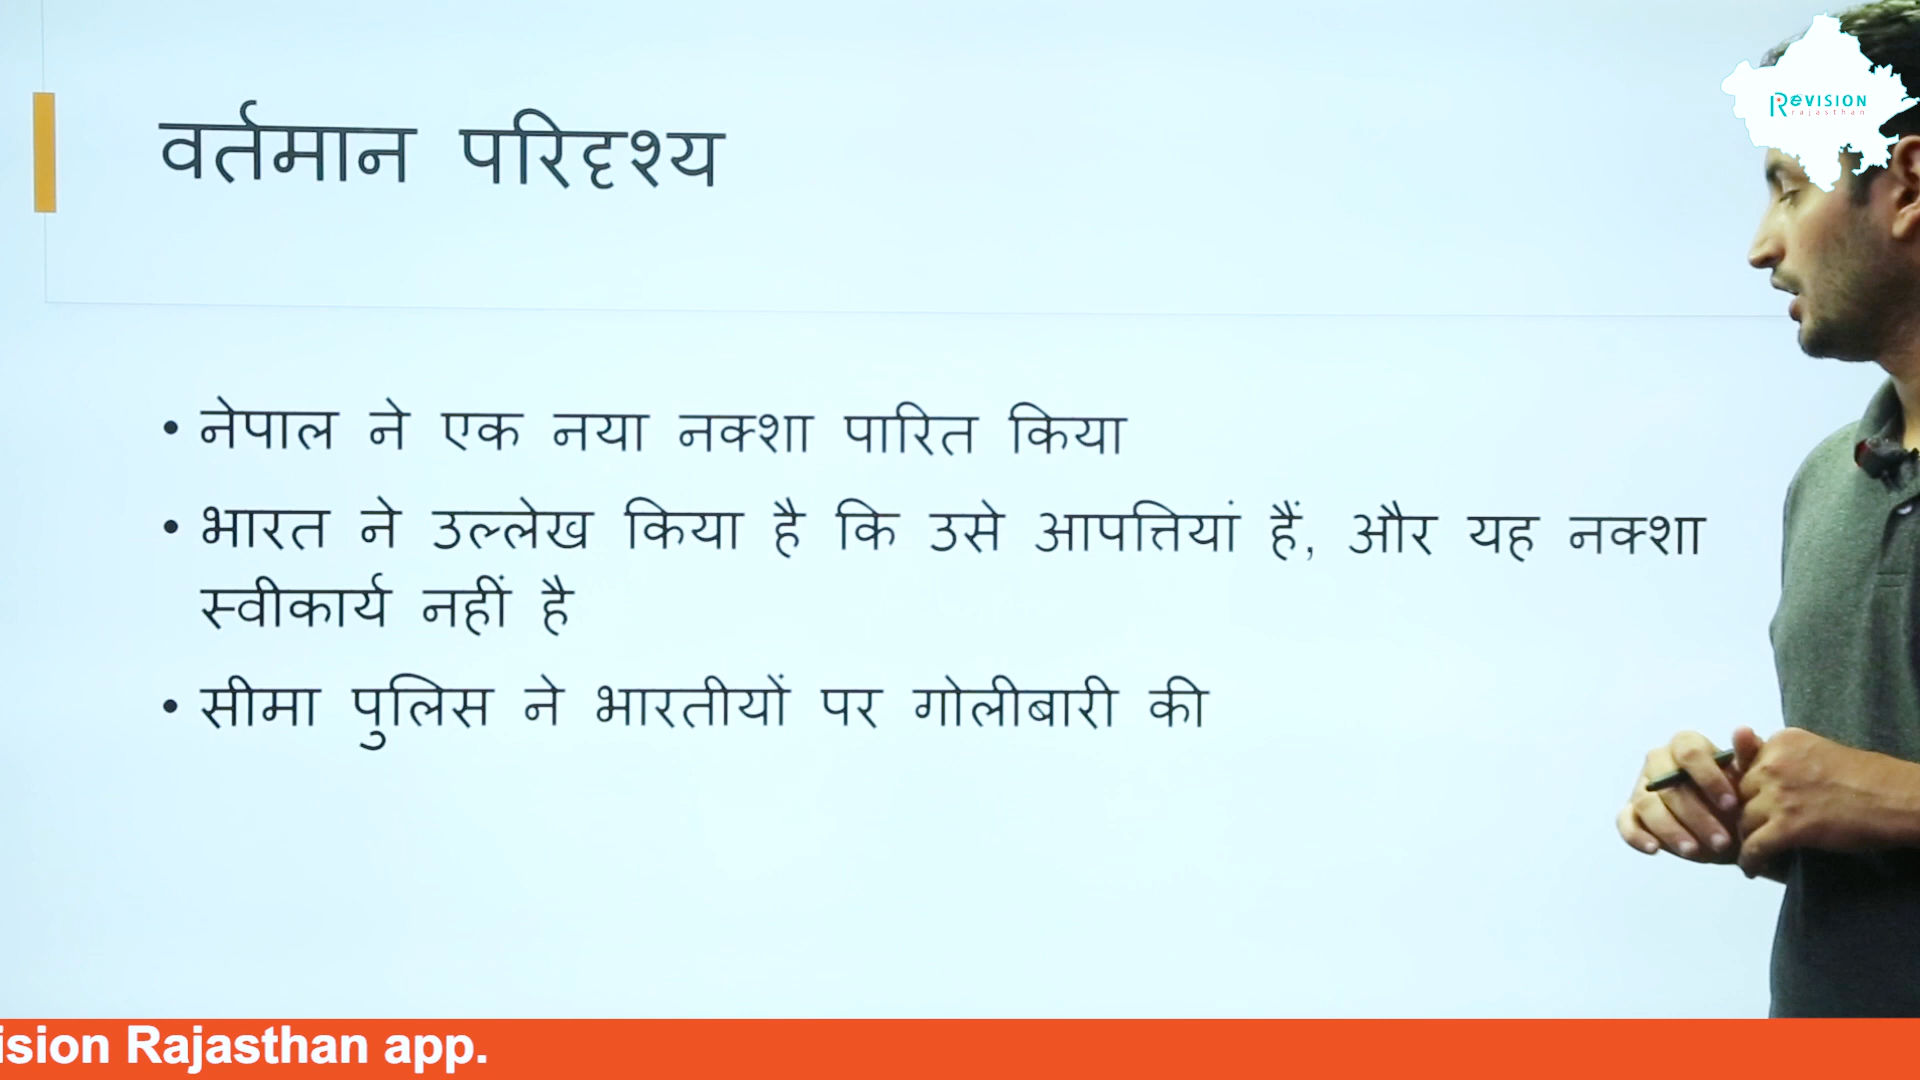 REVISION
rajasthan
वर्तमान परिदृश्य
• नेपाल ने एक नया नक्शा पारित किया
• भारत ने उल्लेख किया है कि उसे आपत्तियां हैं, और यह नक्शा
स्वीकार्य नहीं है
• सीमा पुलिस ने भारतीयों पर गोलीबारी की
ision Rajasthan app.